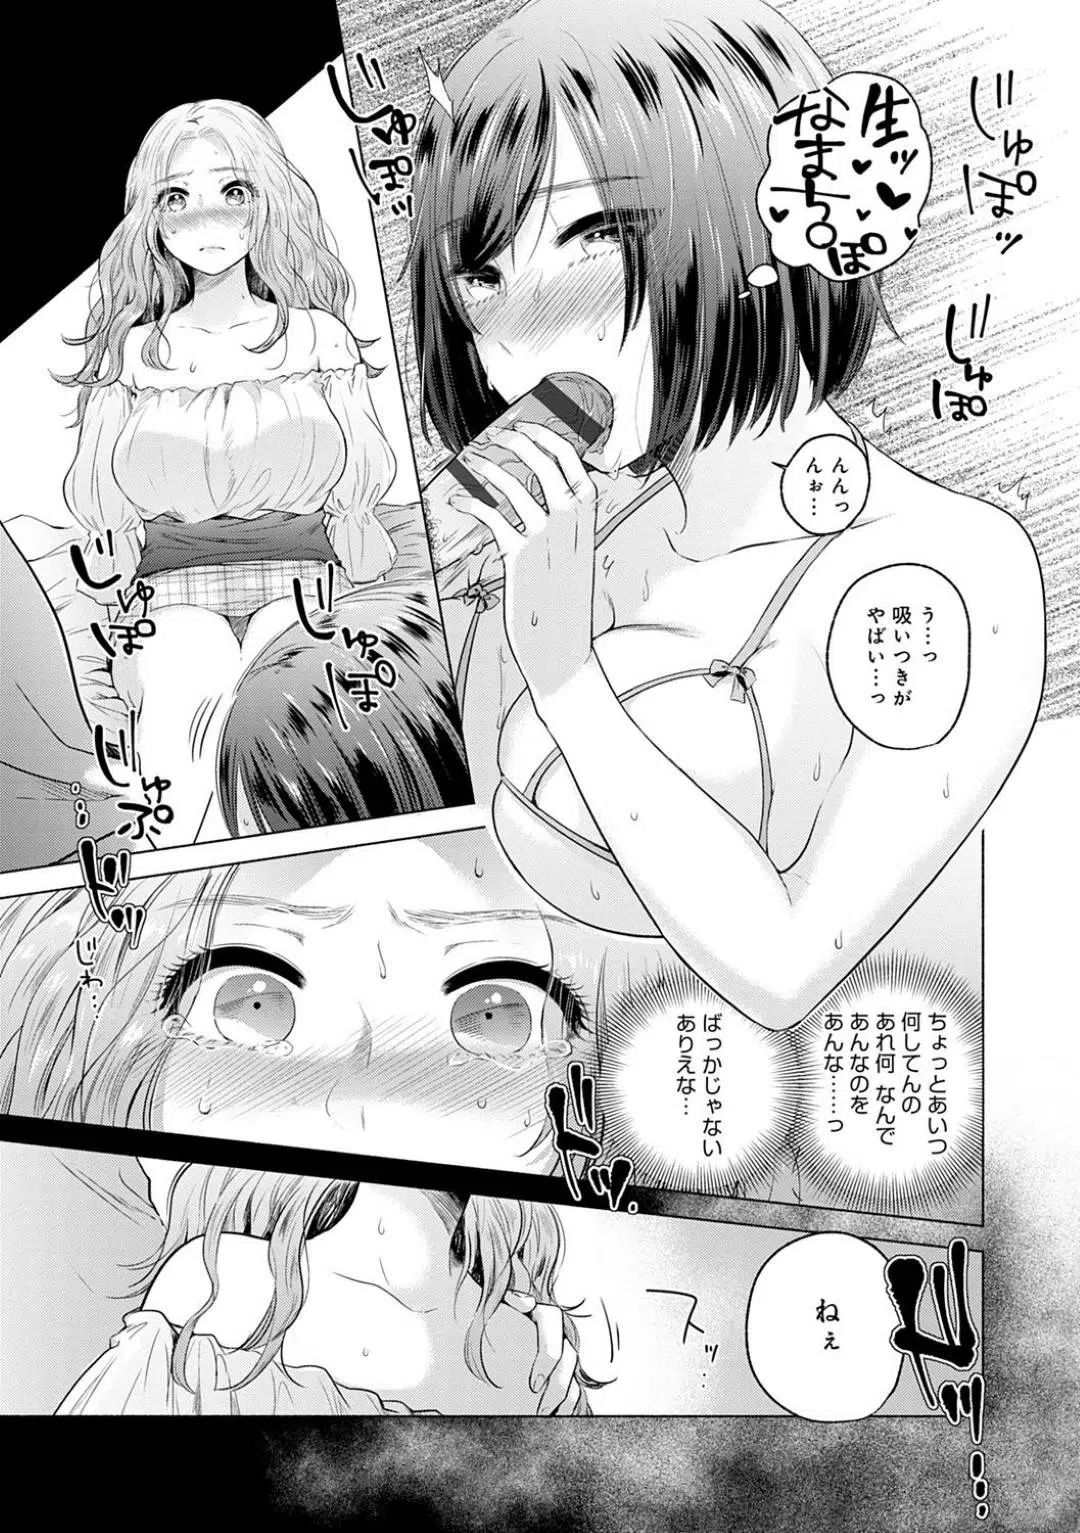 じゅぽッ
生ッ
なまちんぽ
じゅぽ
んんっ
んぉ…
う…っ
吸いつきが
やばい…っ
じゅぽッ
じゅぽ
じゅぽ
じゅぷ
ちょっとあいつ
何してんの
あれ何 なんで
あんなのを
あんな……っ
ばっかじゃない
ありえな…
ドッ
じわ…
ドッ…
ねぇ
ス…
ドッ